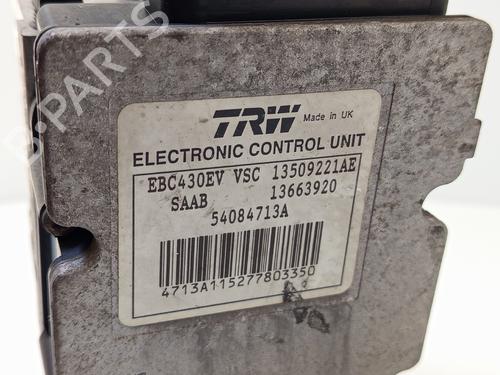 TRW Made in UK
ELECTRONIC CONTROL UNIT
EBC430EV VSC 13509221AE
SAAB 13663920
54084713A
4713A115277803350
B-PARTS